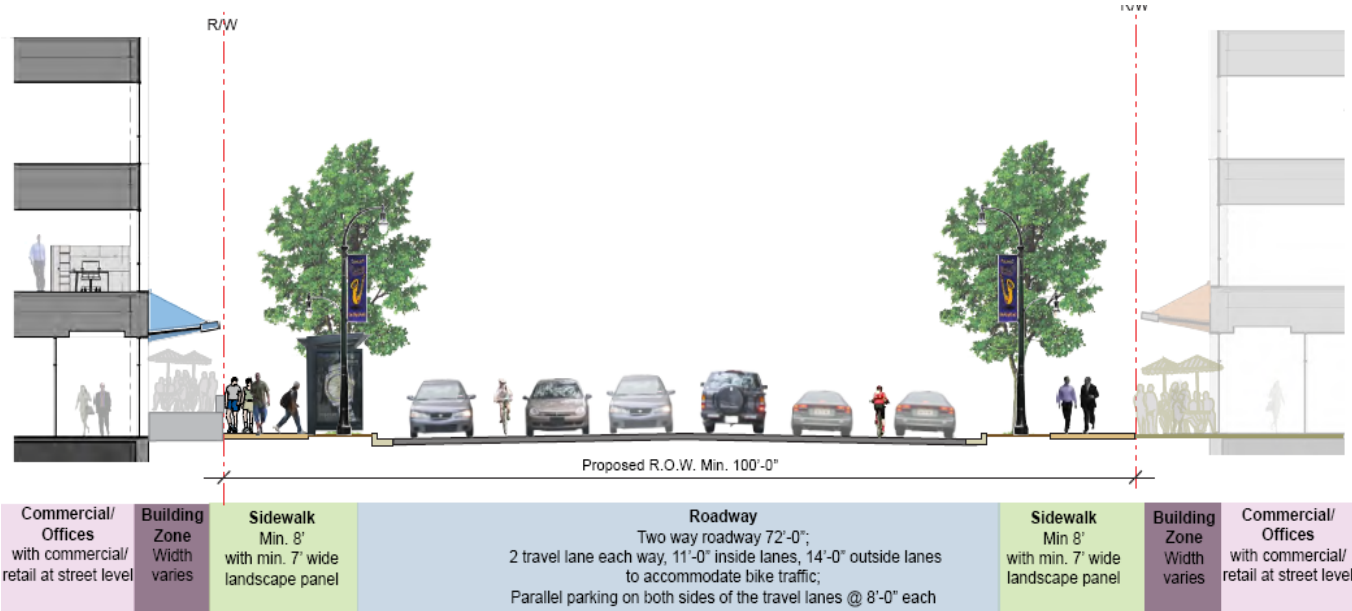 R/W
R/W
Proposed R.O.W. Min. 100'-0"
Commercial/
Offices
with commercial/
retail at street level
Building
Zone
Width
varies
Sidewalk
Min. 8'
with min. 7' wide
landscape panel
Roadway
Two way roadway 72'-0";
2 travel lane each way, 11'-0" inside lanes, 14'-0" outside lanes
to accommodate bike traffic;
Parallel parking on both sides of the travel lanes @ 8'-0" each
Sidewalk
Min 8'
with min. 7' wide
landscape panel
Building
Zone
Width
varies
Commercial/
Offices
with commercial/
retail at street level